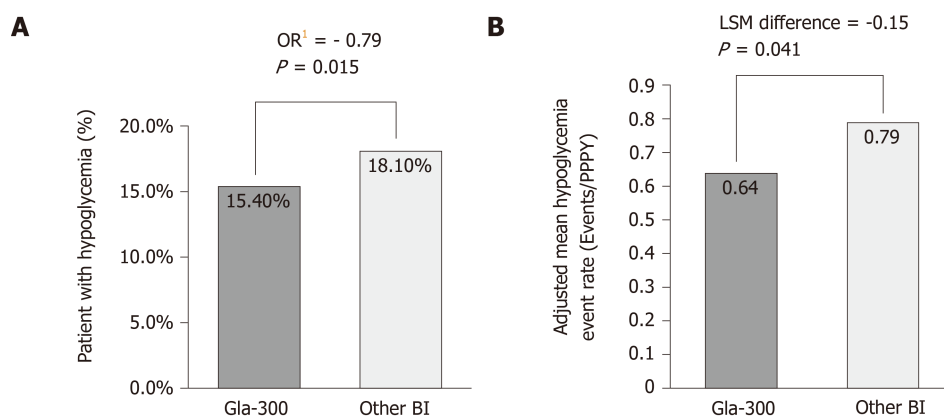 A
OR1 = - 0.79
P = 0.015
Patient with hypoglycemia (%)
20.0%
15.0%
10.0%
5.0%
0.0%
15.40%
18.10%
Gla-300
Other BI
B
LSM difference = -0.15
P = 0.041
Adjusted mean hypoglycemia
event rate (Events/PPPY)
0.9
0.8
0.7
0.6
0.5
0.4
0.3
0.2
0.1
0
0.64
0.79
Gla-300
Other BI